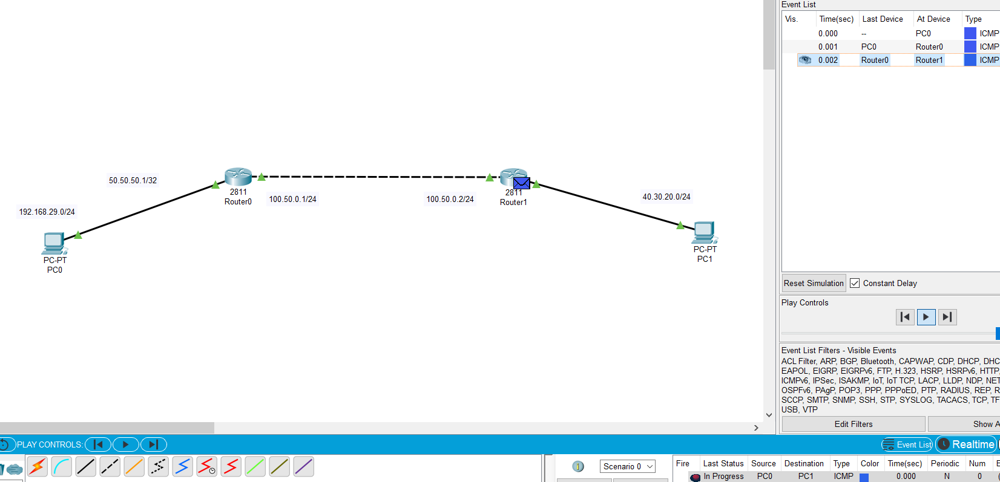 Event List
Vis. Time(sec) Last Device At Device Type
0.000 -- PC0 ICMP
0.001 PC0 Router0 ICMP
0.002 Router0 Router1 ICMP
50.50.50.1/32
2811
Router0
100.50.0.1/24
100.50.0.2/24
2811
Router1
40.30.20.0/24
192.168.29.0/24
PC-PT
PC0
PC-PT
PC1
Reset Simulation Constant Delay
Play Controls
Event List Filters - Visible Events
ACL Filter, ARP, BGP, Bluetooth, CAPWAP, CDP, DHCP, DHC
EAPOL, EIGRP, EIGRPv6, FTP, H.323, HSRP, HSRPv6, HTTP,
ICMPv6, IPSec, ISAKMP, IoT, IoT TCP, LACP, LLDP, NDP, NET
OSPFv6, PAgP, POP3, PPP, PPPoED, PTP, RADIUS, REP, R
SCCP, SMTP, SNMP, SSH, STP, SYSLOG, TACACS, TCP, TF
USB, VTP
Edit Filters Show A
PLAY CONTROLS: Event List Realtime
Scenario 0
Fire Last Status Source Destination Type Color Time(sec) Periodic Num E
In Progress PC0 PC1 ICMP 0.000 N 0